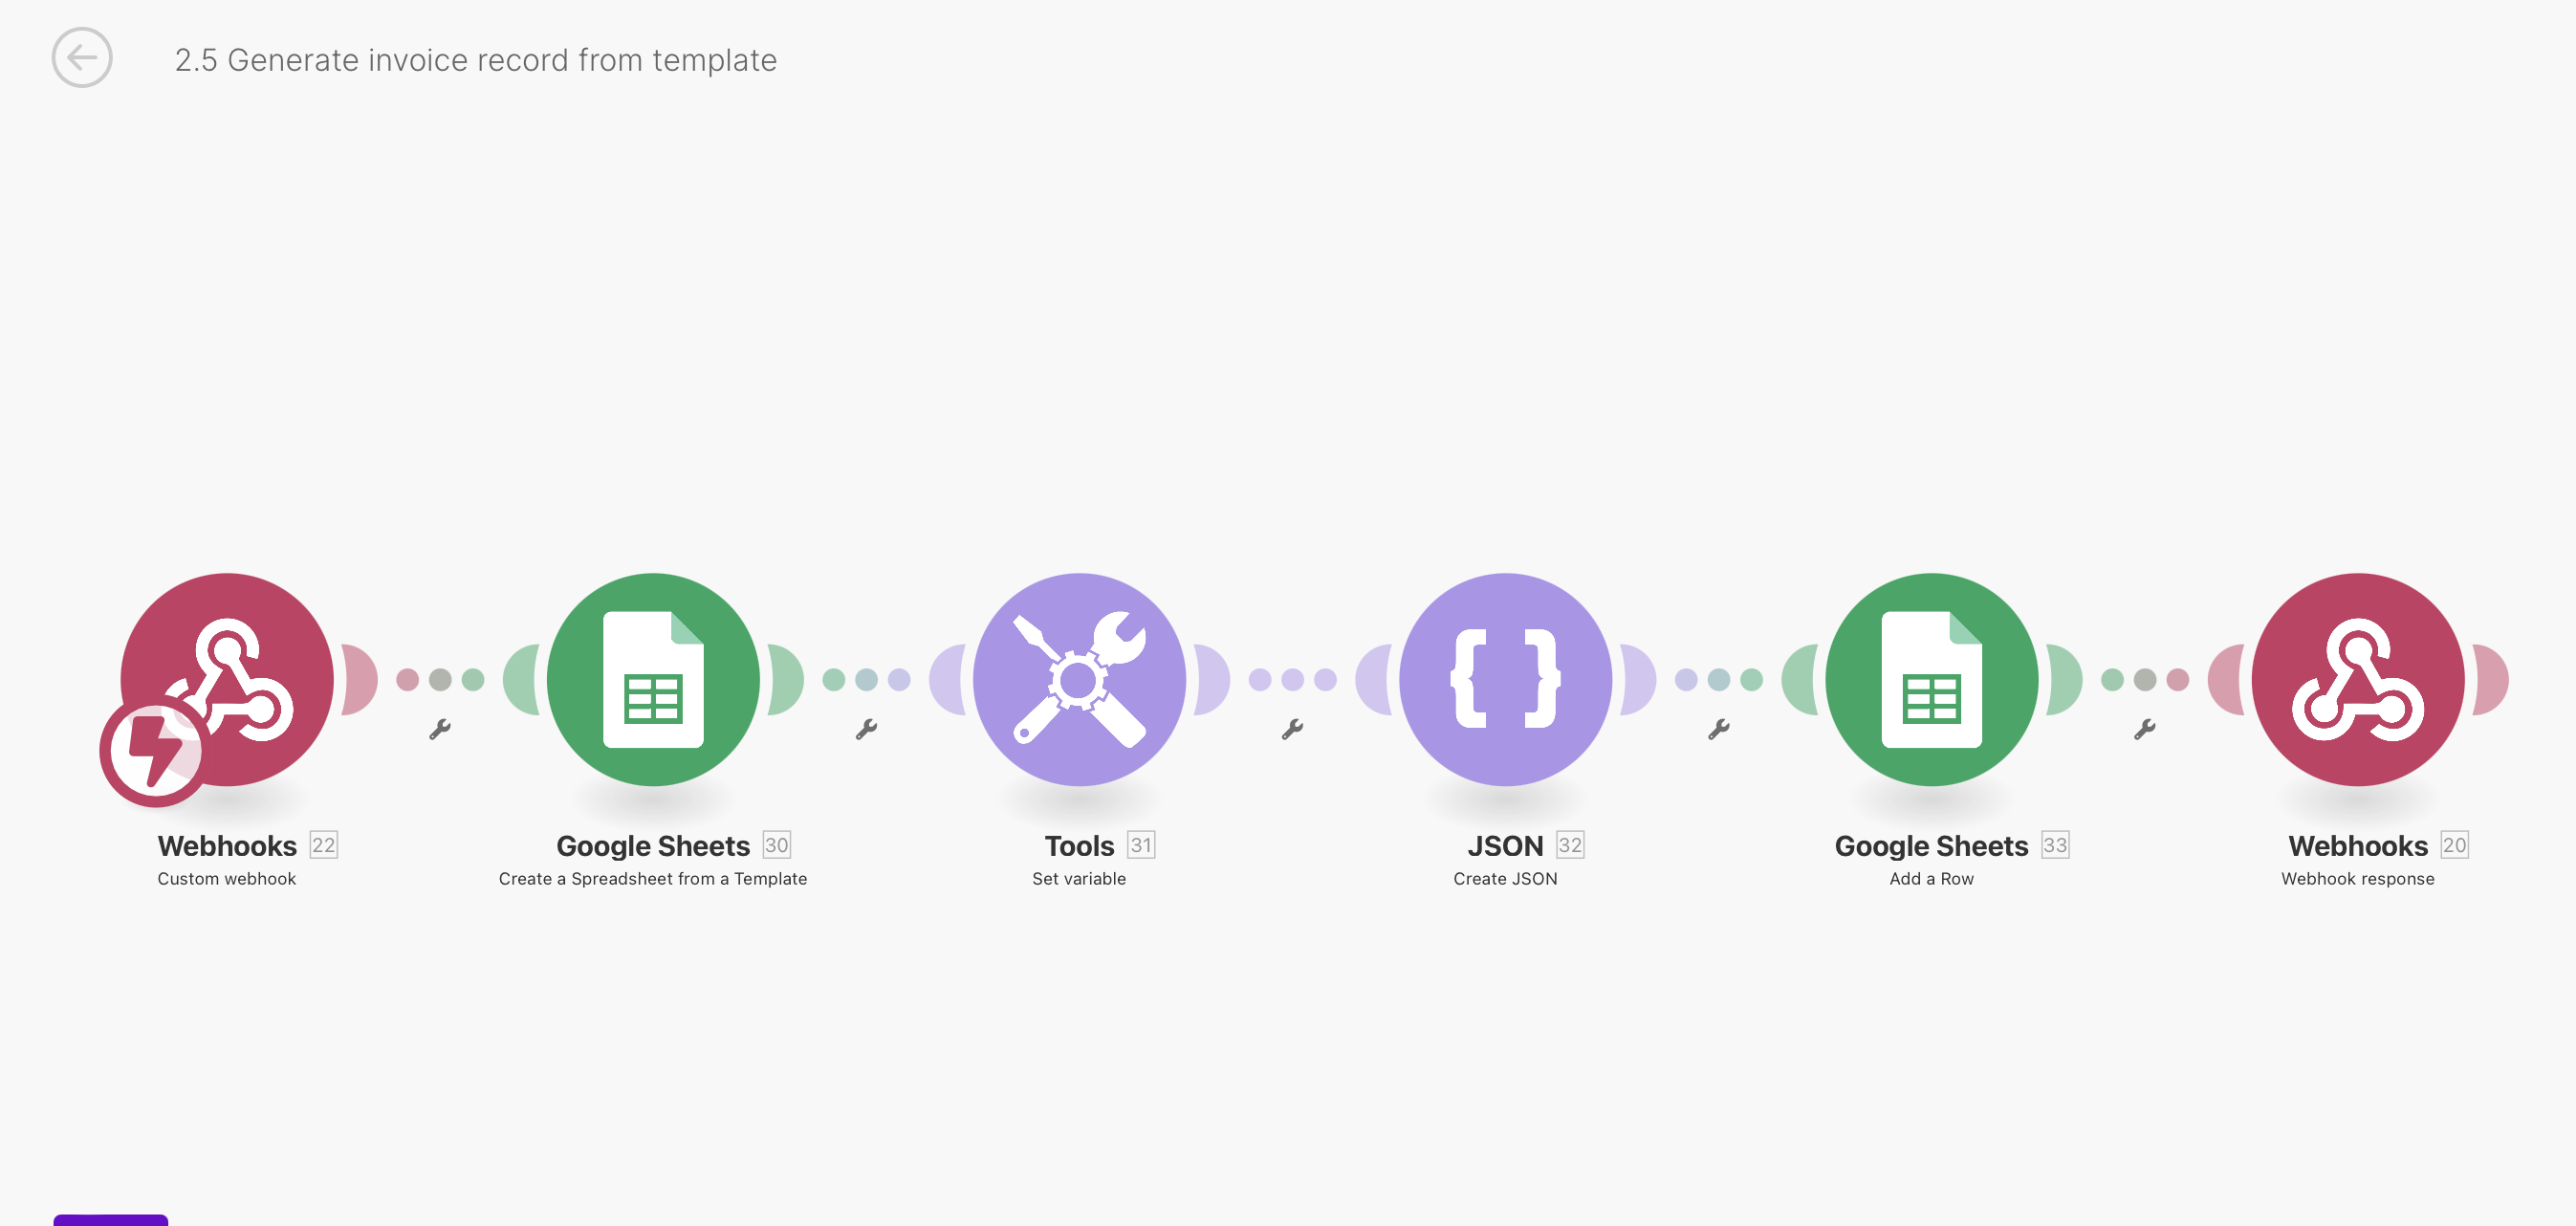 2.5 Generate invoice record from template
Webhooks 22
Custom webhook
Google Sheets 30
Create a Spreadsheet from a Template
Tools 31
Set variable
JSON 32
Create JSON
Google Sheets 33
Add a Row
Webhooks 20
Webhook response